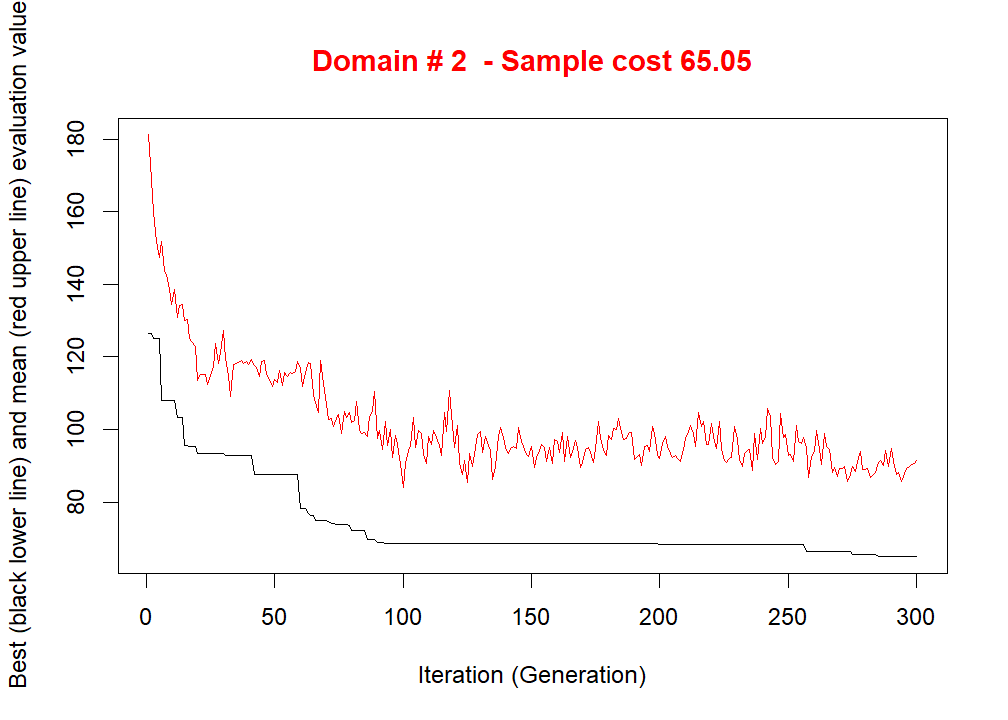 Domain # 2  - Sample cost 65.05
Best (black lower line) and mean (red upper line) evaluation value
180
160
140
120
100
80
0 50 100 150 200 250 300
Iteration (Generation)